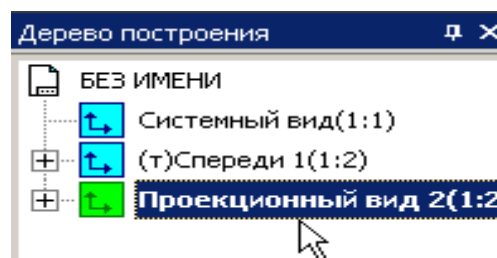 Дерево построения
БЕЗ ИМЕНИ
Системный вид(1:1)
(т)Спереди 1(1:2)
Проекционный вид 2(1:2